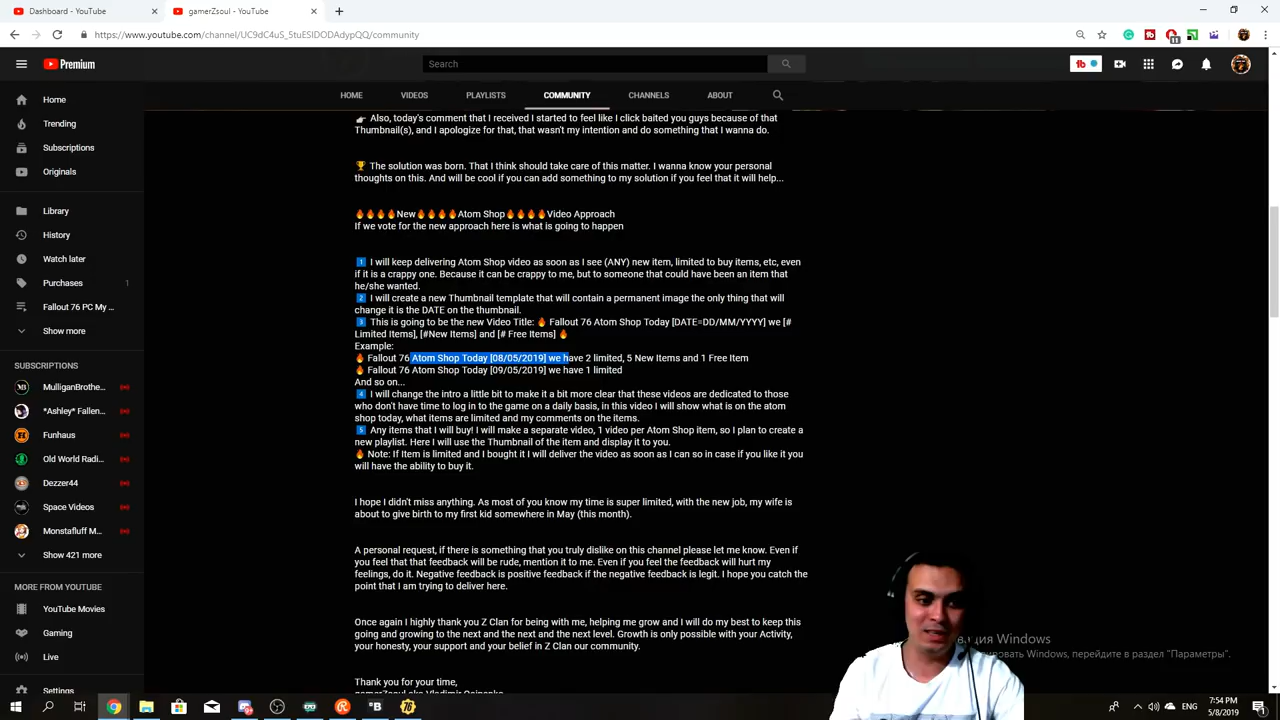 Dashboard - YouTube
gamerZsoul - YouTube
https://www.youtube.com/channel/UC9dC4uS_5tuESIDODAdypQQ/community
Premium
Search
HOME
VIDEOS
PLAYLISTS
COMMUNITY
CHANNELS
ABOUT
Home
Trending
Subscriptions
Originals
Library
History
Watch later
Purchases
1
Fallout 76 PC My ...
Show more
SUBSCRIPTIONS
MulliganBrothe...
*Ashley* Fallen...
Funhaus
Old World Radi...
Dezzer44
Space Videos
Monstafluff M...
Show 421 more
MORE FROM YOUTUBE
YouTube Movies
Gaming
Live
Settings
Also, today's comment that I received I started to feel like I click baited you guys because of that
Thumbnail(s), and I apologize for that, that wasn't my intention and do something that I wanna do.
🏆 The solution was born. That I think should take care of this matter. I wanna know your personal
thoughts on this. And will be cool if you can add something to my solution if you feel that it will help...
🔥🔥🔥🔥New🔥🔥🔥🔥Atom Shop🔥🔥🔥🔥Video Approach
If we vote for the new approach here is what is going to happen
1 I will keep delivering Atom Shop video as soon as I see (ANY) new item, limited to buy items, etc, even
if it is a crappy one. Because it can be crappy to me, but to someone that could have been an item that
he/she wanted.
2 I will create a new Thumbnail template that will contain a permanent image the only thing that will
change it is the DATE on the thumbnail.
3 This is going to be the new Video Title: 🔥 Fallout 76 Atom Shop Today [DATE=DD/MM/YYYY] we [#
Limited Items], [#New Items] and [# Free Items] 🔥
Example:
🔥 Fallout 76 Atom Shop Today [08/05/2019] we have 2 limited, 5 New Items and 1 Free Item
🔥 Fallout 76 Atom Shop Today [09/05/2019] we have 1 limited
And so on...
4 I will change the intro a little bit to make it a bit more clear that these videos are dedicated to those
who don't have time to log in to the game on a daily basis, in this video I will show what is on the atom
shop today, what items are limited and my comments on the items.
5 Any items that I will buy! I will make a separate video, 1 video per Atom Shop item, so I plan to create a
new playlist. Here I will use the Thumbnail of the item and display it to you.
🔥 Note: If Item is limited and I bought it I will deliver the video as soon as I can so in case if you like it you
will have the ability to buy it.
I hope I didn't miss anything. As most of you know my time is super limited, with the new job, my wife is
about to give birth to my first kid somewhere in May (this month).
A personal request, if there is something that you truly dislike on this channel please let me know. Even if
you feel that that feedback will be rude, mention it to me. Even if you feel the feedback will hurt my
feelings, do it. Negative feedback is positive feedback if the negative feedback is legit. I hope you catch the
point that I am trying to deliver here.
Once again I highly thank you Z Clan for being with me, helping me grow and I will do my best to keep this
going and growing to the next and the next and the next level. Growth is only possible with your Activity,
your honesty, your support and your belief in Z Clan our community.
Thank you for your time,
ция Windows
ровать Windows, перейдите в раздел "Параметры".
ENG
7:54 PM
5/8/2019